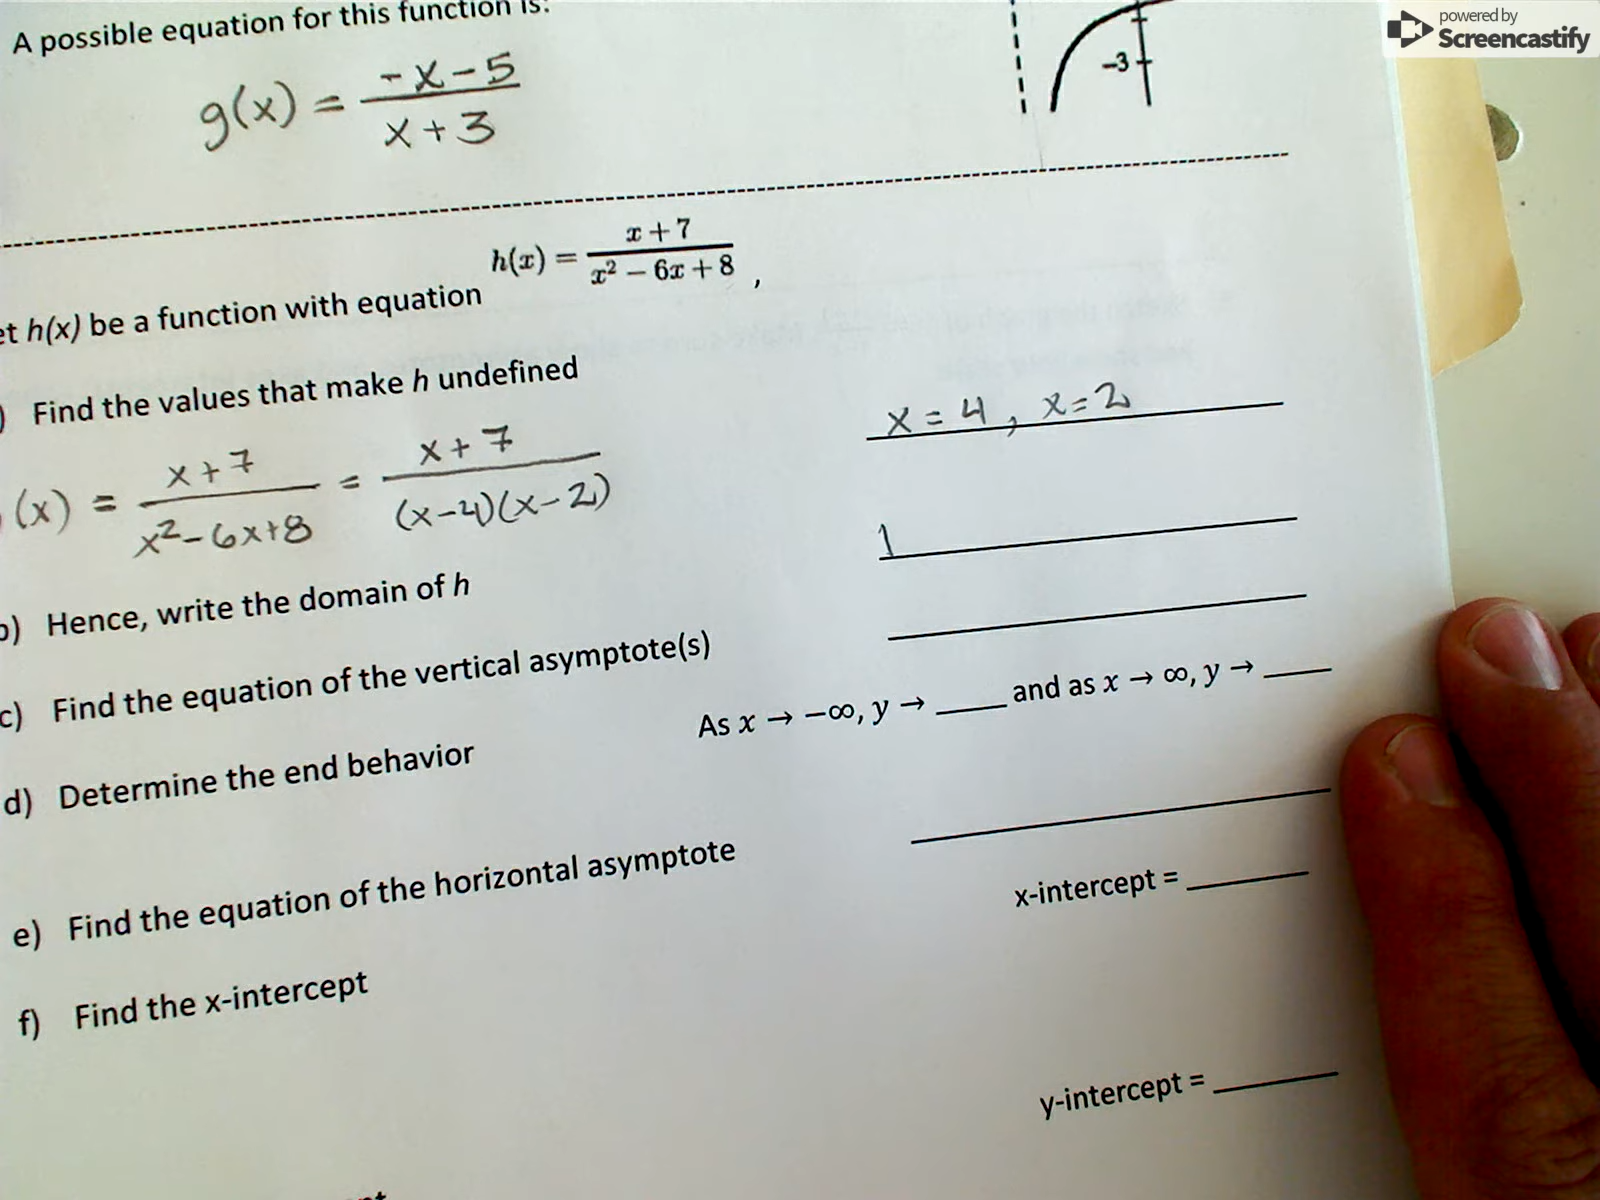 A possible equation for this function is:
g(x) = -x-5 / x+3
-3
powered by
Screencastify
h(x) = x + 7 / x² − 6x + 8 ,
et h(x) be a function with equation
) Find the values that make h undefined
x = 4 , x=2
(x) = x+7 / x²-6x+8 = x+7 / (x-4)(x-2)
b) Hence, write the domain of h
c) Find the equation of the vertical asymptote(s)
d) Determine the end behavior
As x → −∞, y → ____ and as x → ∞, y → ____
e) Find the equation of the horizontal asymptote
f) Find the x-intercept
x-intercept = ____
y-intercept = ____